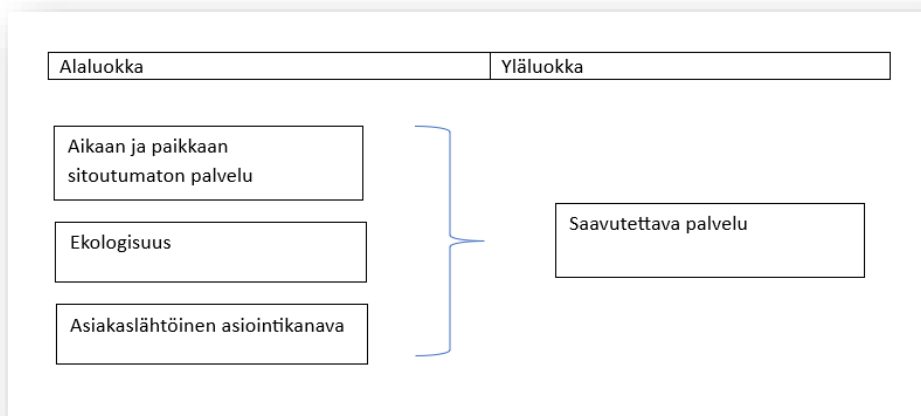 Alaluokka
Yläluokka
Aikaan ja paikkaan
sitoutumaton palvelu
Ekologisuus
Asiakaslähtöinen asiointikanava
Saavutettava palvelu